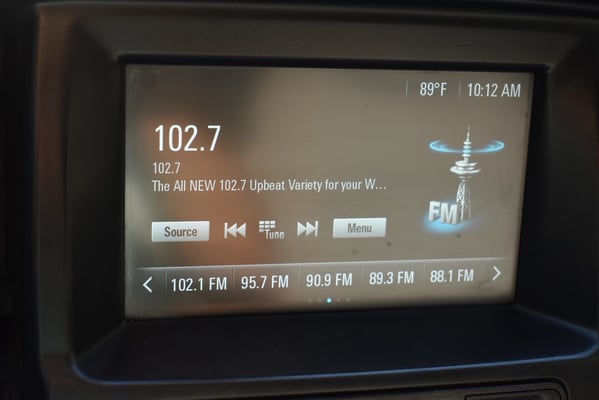 89°F 10:12 AM
102.7
102.7
The All NEW 102.7 Upbeat Variety for your W...
FM
Source Tune Menu
102.1 FM 95.7 FM 90.9 FM 89.3 FM 88.1 FM